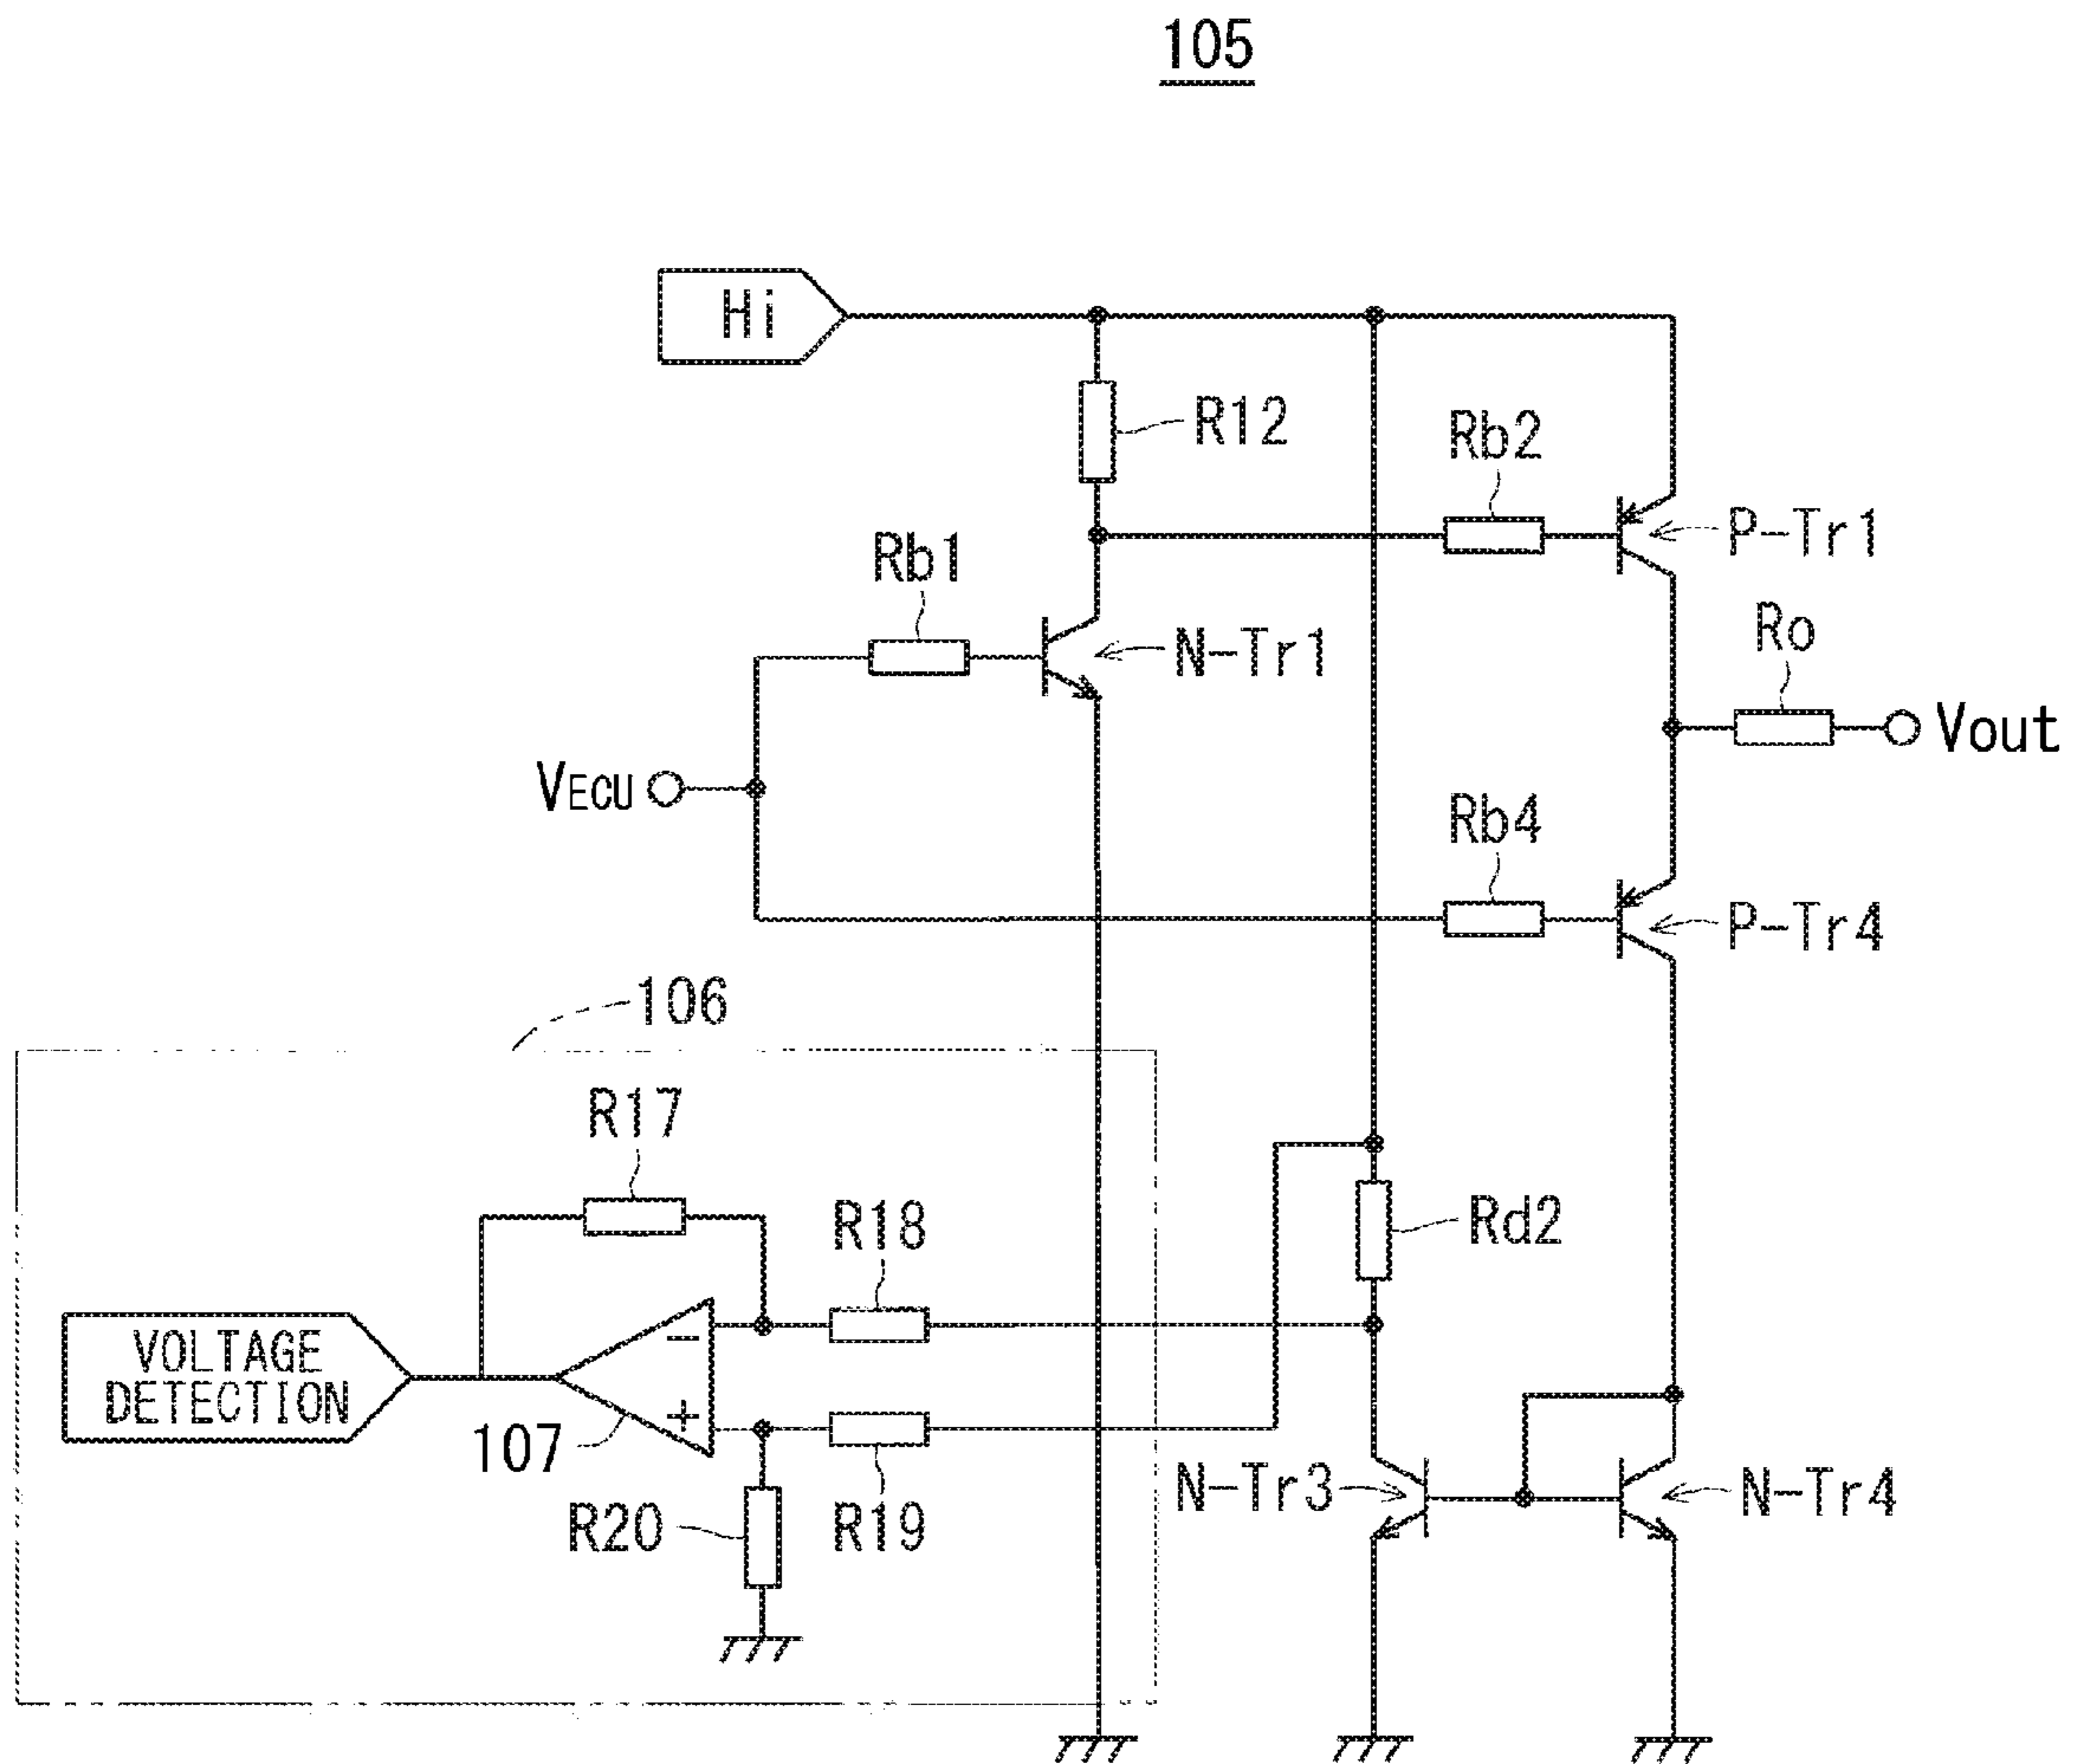 105
Hi
R12
Rb2
P-Tr1
Rb1
N-Tr1
Ro
Vout
VECU
Rb4
P-Tr4
106
R17
R18
Rd2
VOLTAGE
DETECTION
−
+
107
R19
R20
N-Tr3
N-Tr4